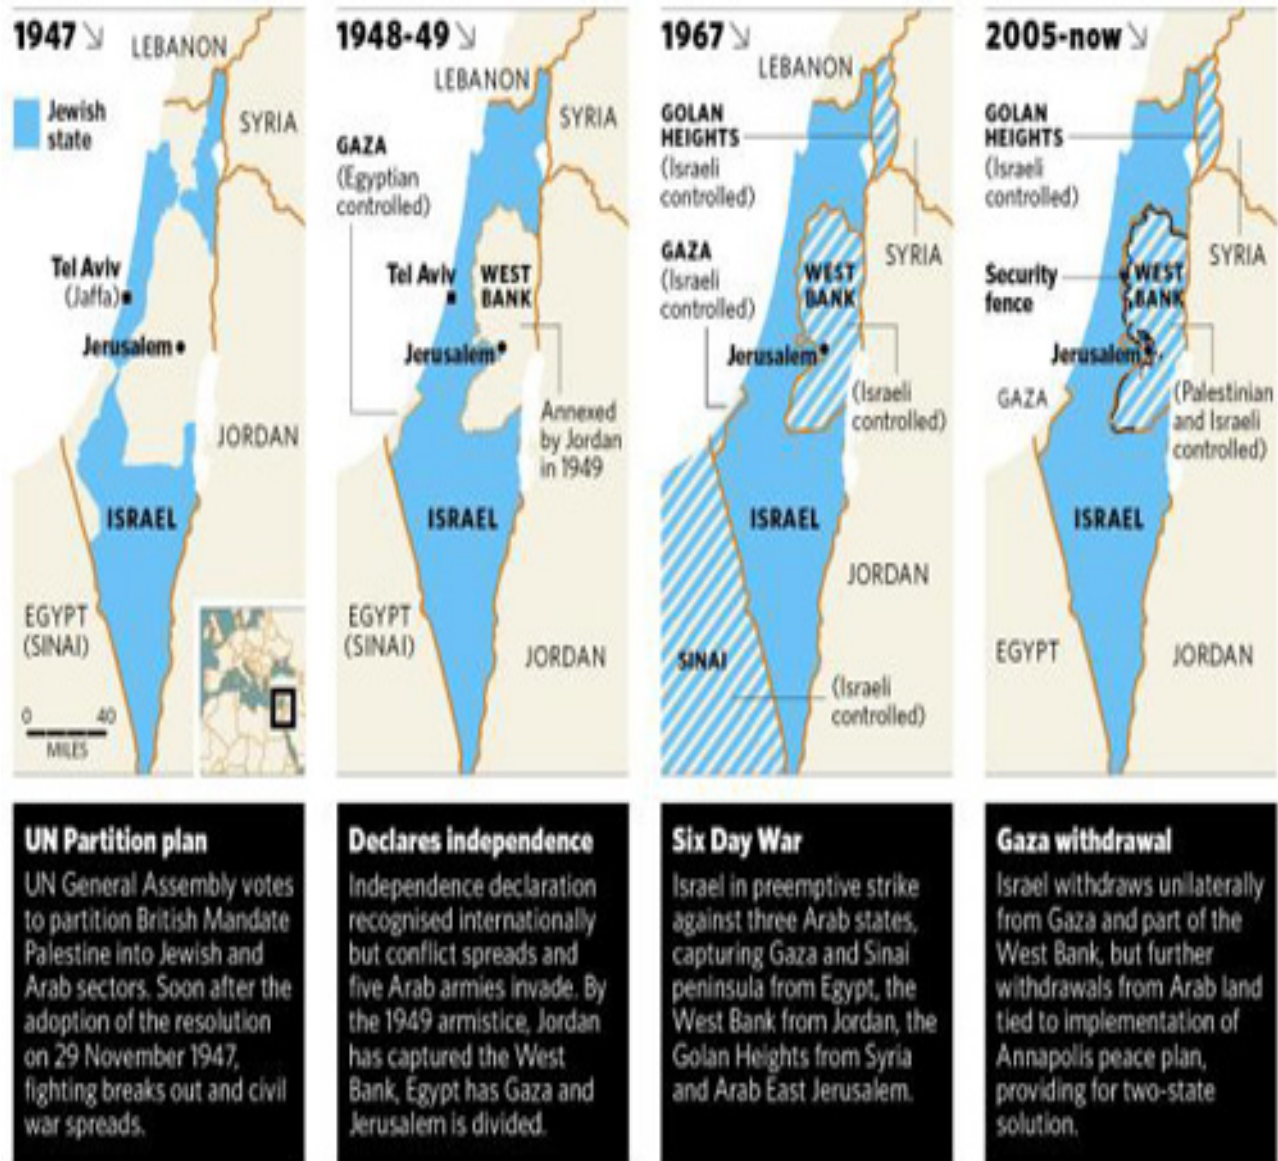 1947
LEBANON
Jewish
state
SYRIA
Tel Aviv
(Jaffa)
Jerusalem
JORDAN
ISRAEL
EGYPT
(SINAI)
0 40
MILES
UN Partition plan
UN General Assembly votes
to partition British Mandate
Palestine into Jewish and
Arab sectors. Soon after the
adoption of the resolution
on 29 November 1947,
fighting breaks out and civil
war spreads.
1948-49
LEBANON
SYRIA
GAZA
(Egyptian
controlled)
Tel Aviv
WEST
BANK
Jerusalem
Annexed
by Jordan
in 1949
ISRAEL
EGYPT
(SINAI)
JORDAN
Declares independence
Independence declaration
recognised internationally
but conflict spreads and
five Arab armies invade. By
the 1949 armistice, Jordan
has captured the West
Bank, Egypt has Gaza and
Jerusalem is divided.
1967
LEBANON
GOLAN
HEIGHTS
(Israeli
controlled)
SYRIA
GAZA
(Israeli
controlled)
WEST
BANK
Jerusalem
(Israeli
controlled)
ISRAEL
JORDAN
SINAI
(Israeli
controlled)
Six Day War
Israel in preemptive strike
against three Arab states,
capturing Gaza and Sinai
peninsula from Egypt, the
West Bank from Jordan, the
Golan Heights from Syria
and Arab East Jerusalem.
2005-now
GOLAN
HEIGHTS
(Israeli
controlled)
SYRIA
Security
fence
WEST
BANK
Jerusalem
GAZA
(Palestinian
and Israeli
controlled)
ISRAEL
EGYPT
JORDAN
Gaza withdrawal
Israel withdraws unilaterally
from Gaza and part of the
West Bank, but further
withdrawals from Arab land
tied to implementation of
Annapolis peace plan,
providing for two-state
solution.